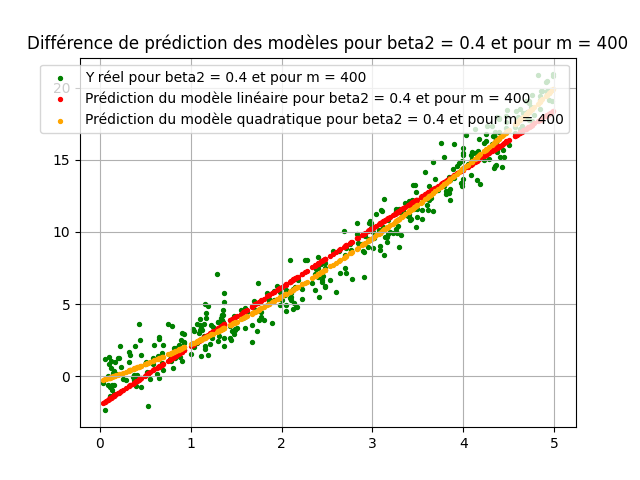 Différence de prédiction des modèles pour beta2 = 0.4 et pour m = 400
Y réel pour beta2 = 0.4 et pour m = 400
Prédiction du modèle linéaire pour beta2 = 0.4 et pour m = 400
Prédiction du modèle quadratique pour beta2 = 0.4 et pour m = 400
20
15
10
5
0
0 1 2 3 4 5